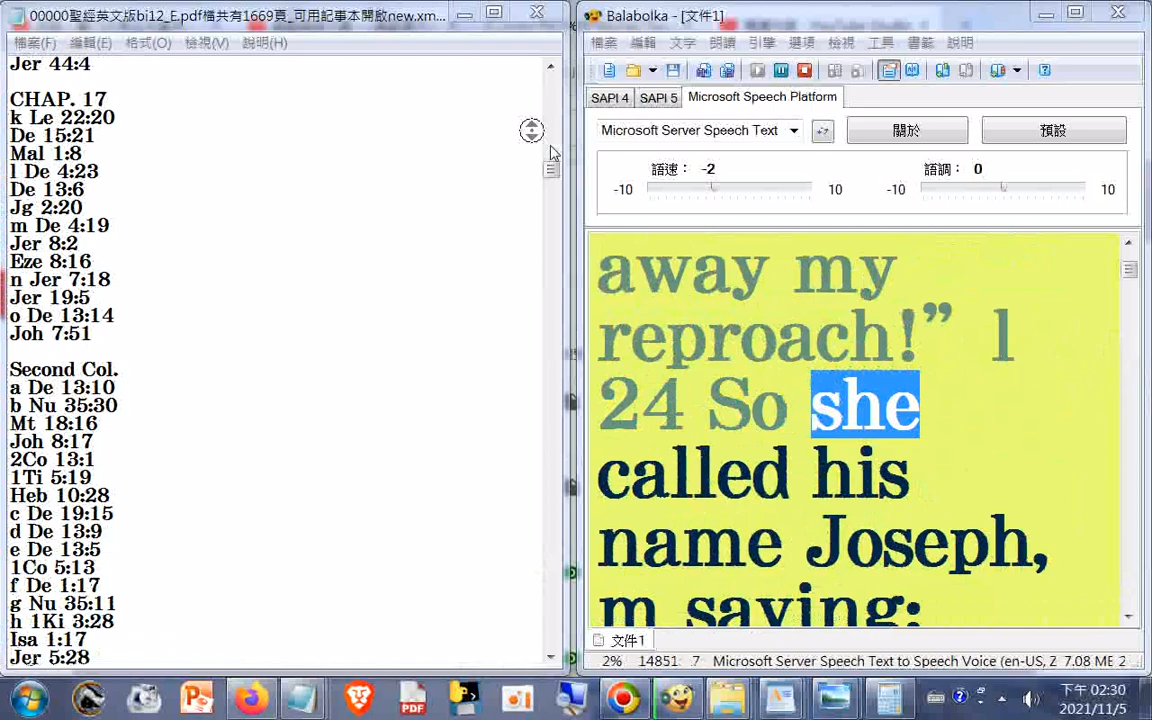 00000聖經英文版bi12_E.pdf檔共有1669頁_可用記事本開啟new.xm...
檔案(F) 編輯(E) 格式(O) 檢視(V) 說明(H)
Jer 44:4
CHAP. 17
k Le 22:20
De 15:21
Mal 1:8
l De 4:23
De 13:6
Jg 2:20
m De 4:19
Jer 8:2
Eze 8:16
n Jer 7:18
Jer 19:5
o De 13:14
Joh 7:51
Second Col.
a De 13:10
b Nu 35:30
Mt 18:16
Joh 8:17
2Co 13:1
1Ti 5:19
Heb 10:28
c De 19:15
d De 13:9
e De 13:5
1Co 5:13
f De 1:17
g Nu 35:11
h 1Ki 3:28
Isa 1:17
Jer 5:28
Balabolka - [文件1]
檔案 編輯 文字 朗讀 引擎 選項 檢視 工具 書籤 說明
SAPI 4 SAPI 5 Microsoft Speech Platform
Microsoft Server Speech Text 關於 預設
語速： -2 語調： 0
-10 10 -10 10
away my
reproach!” l
24 So she
called his
name Joseph,
m saying:
文件1
2% 14851: 7 Microsoft Server Speech Text to Speech Voice (en-US, Z 7.08 MB 2
PDF
下午 02:30
2021/11/5